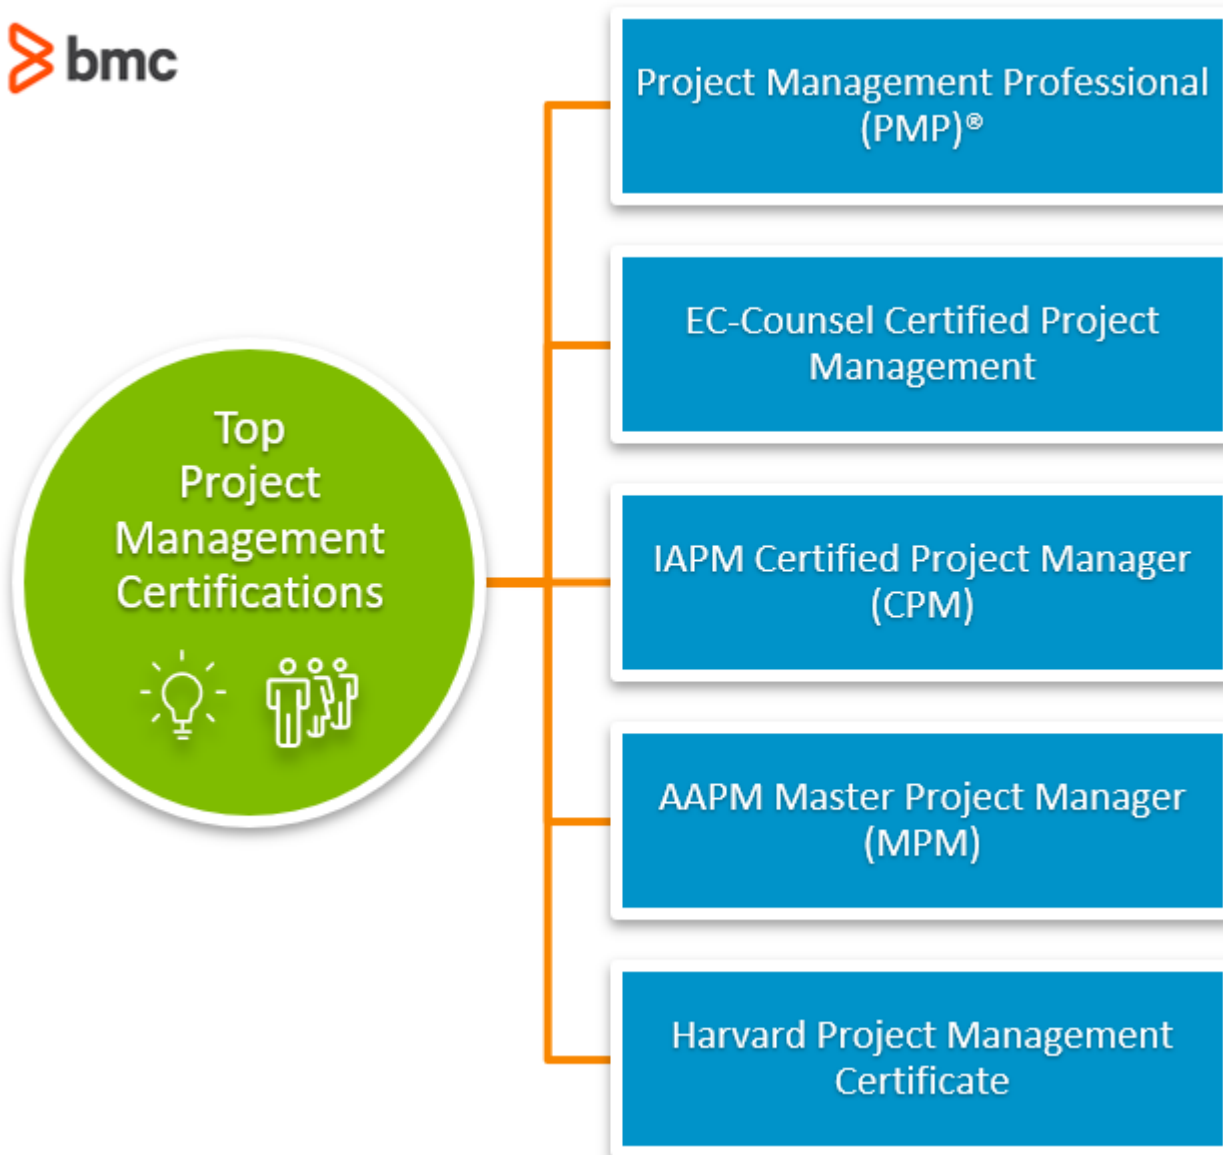 bmc
Top
Project
Management
Certifications
Project Management Professional
(PMP)®
EC-Counsel Certified Project
Management
IAPM Certified Project Manager
(CPM)
AAPM Master Project Manager
(MPM)
Harvard Project Management
Certificate